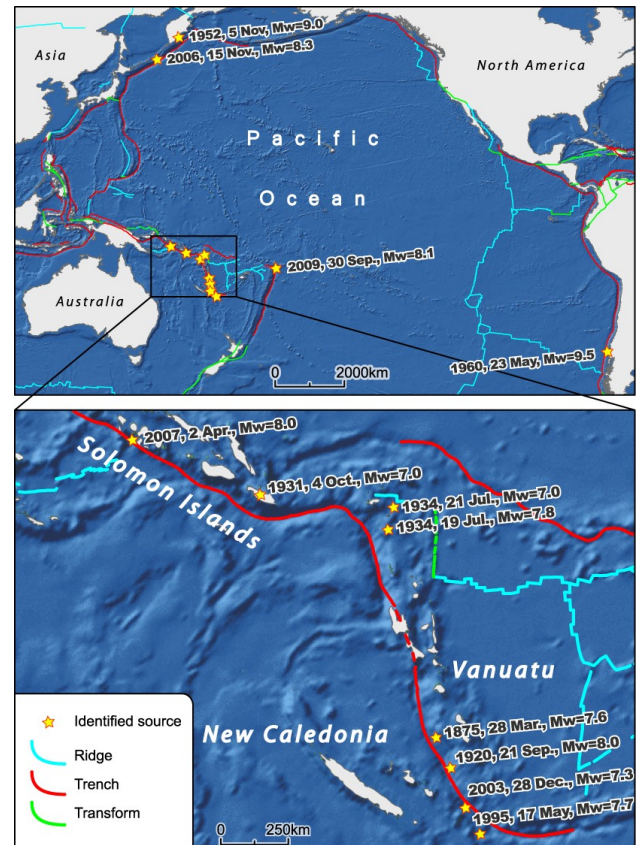 1952, 5 Nov, Mw=9.0
Asia
2006, 15 Nov., Mw=8.3
North America
Pacific
Ocean
2009, 30 Sep., Mw=8.1
Australia
1960, 23 May, Mw=9.5
0 2000km
2007, 2 Apr., Mw=8.0
Solomon Islands
1931, 4 Oct., Mw=7.0
1934, 21 Jul., Mw=7.0
1934, 19 Jul., Mw=7.8
Vanuatu
New Caledonia
1875, 28 Mar., Mw=7.6
1920, 21 Sep., Mw=8.0
2003, 28 Dec., Mw=7.3
1995, 17 May, Mw=7.7
Identified source
Ridge
Trench
Transform
0 250km